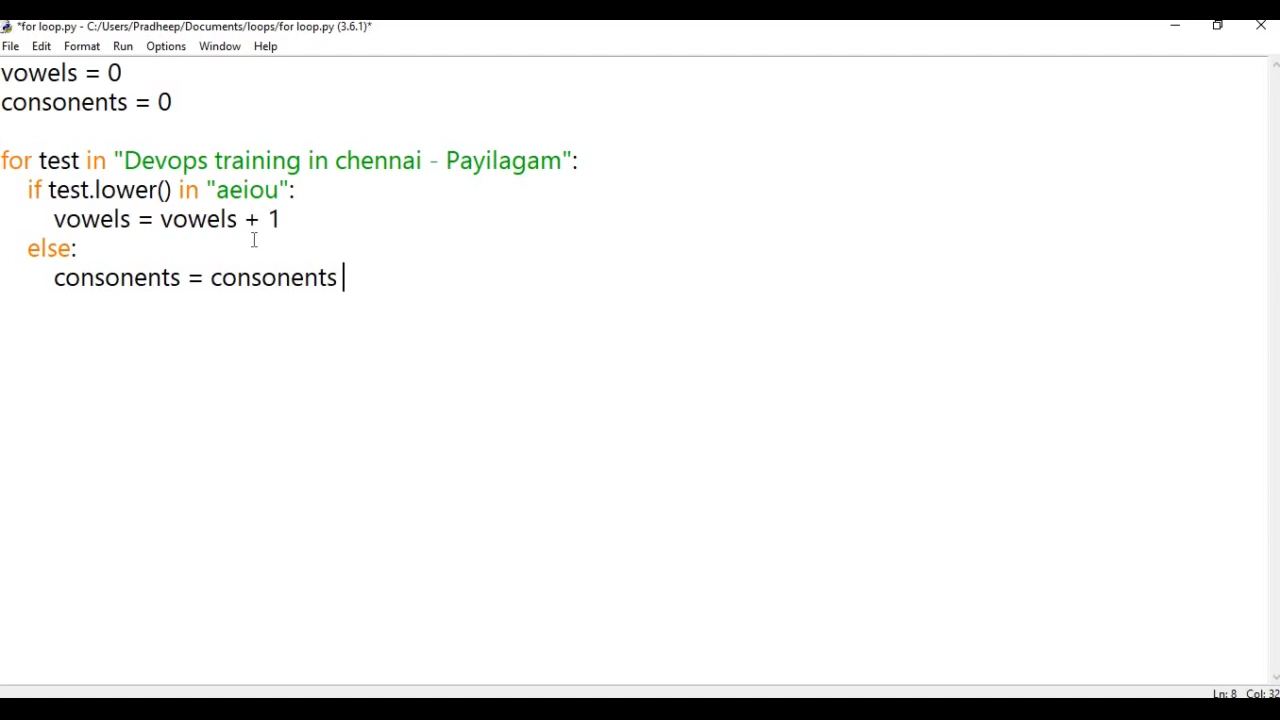 *for loop.py - C:/Users/Pradheep/Documents/loops/for loop.py (3.6.1)*
File Edit Format Run Options Window Help
vowels = 0
consonents = 0
for test in "Devops training in chennai - Payilagam":
if test.lower() in "aeiou":
vowels = vowels + 1
else:
consonents = consonents
Ln: 8 Col: 32